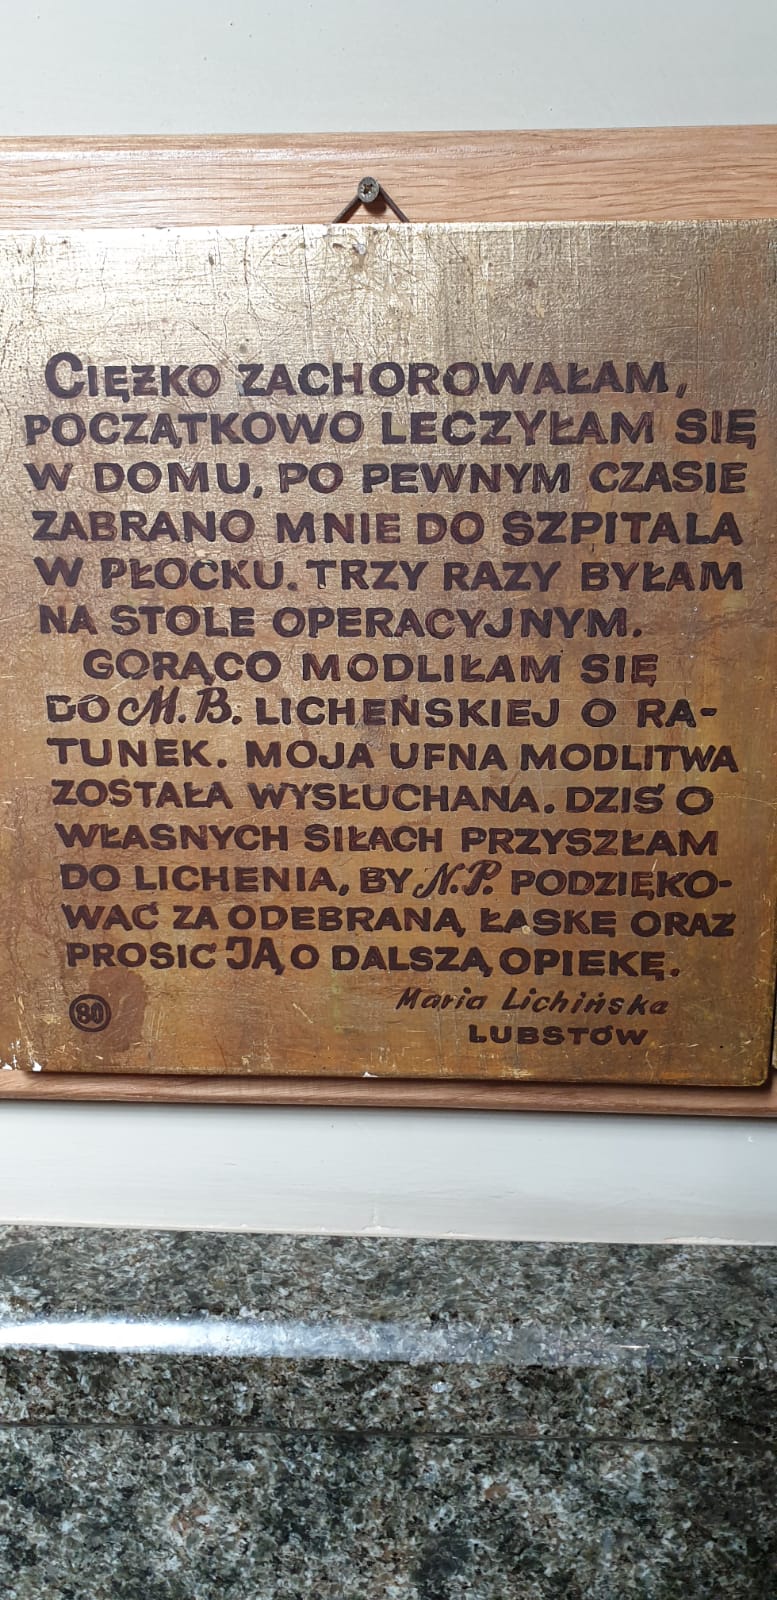 CIĘŻKO ZACHOROWAŁAM,
POCZĄTKOWO LECZYŁAM SIĘ
W DOMU, PO PEWNYM CZASIE
ZABRANO MNIE DO SZPITALA
W PŁOCKU. TRZY RAZY BYŁAM
NA STOLE OPERACYJNYM.
GORĄCO MODLIŁAM SIĘ
DO M.B. LICHEŃSKIEJ O RA-
TUNEK. MOJA UFNA MODLITWA
ZOSTAŁA WYSŁUCHANA. DZIŚ O
WŁASNYCH SIŁACH PRZYSZŁAM
DO LICHENIA, BY N.P. PODZIĘKO-
WAĆ ZA ODEBRANĄ ŁASKĘ ORAZ
PROSIĆ JĄ O DALSZĄ OPIEKĘ.
Maria Lichińska
80
LUBSTÓW